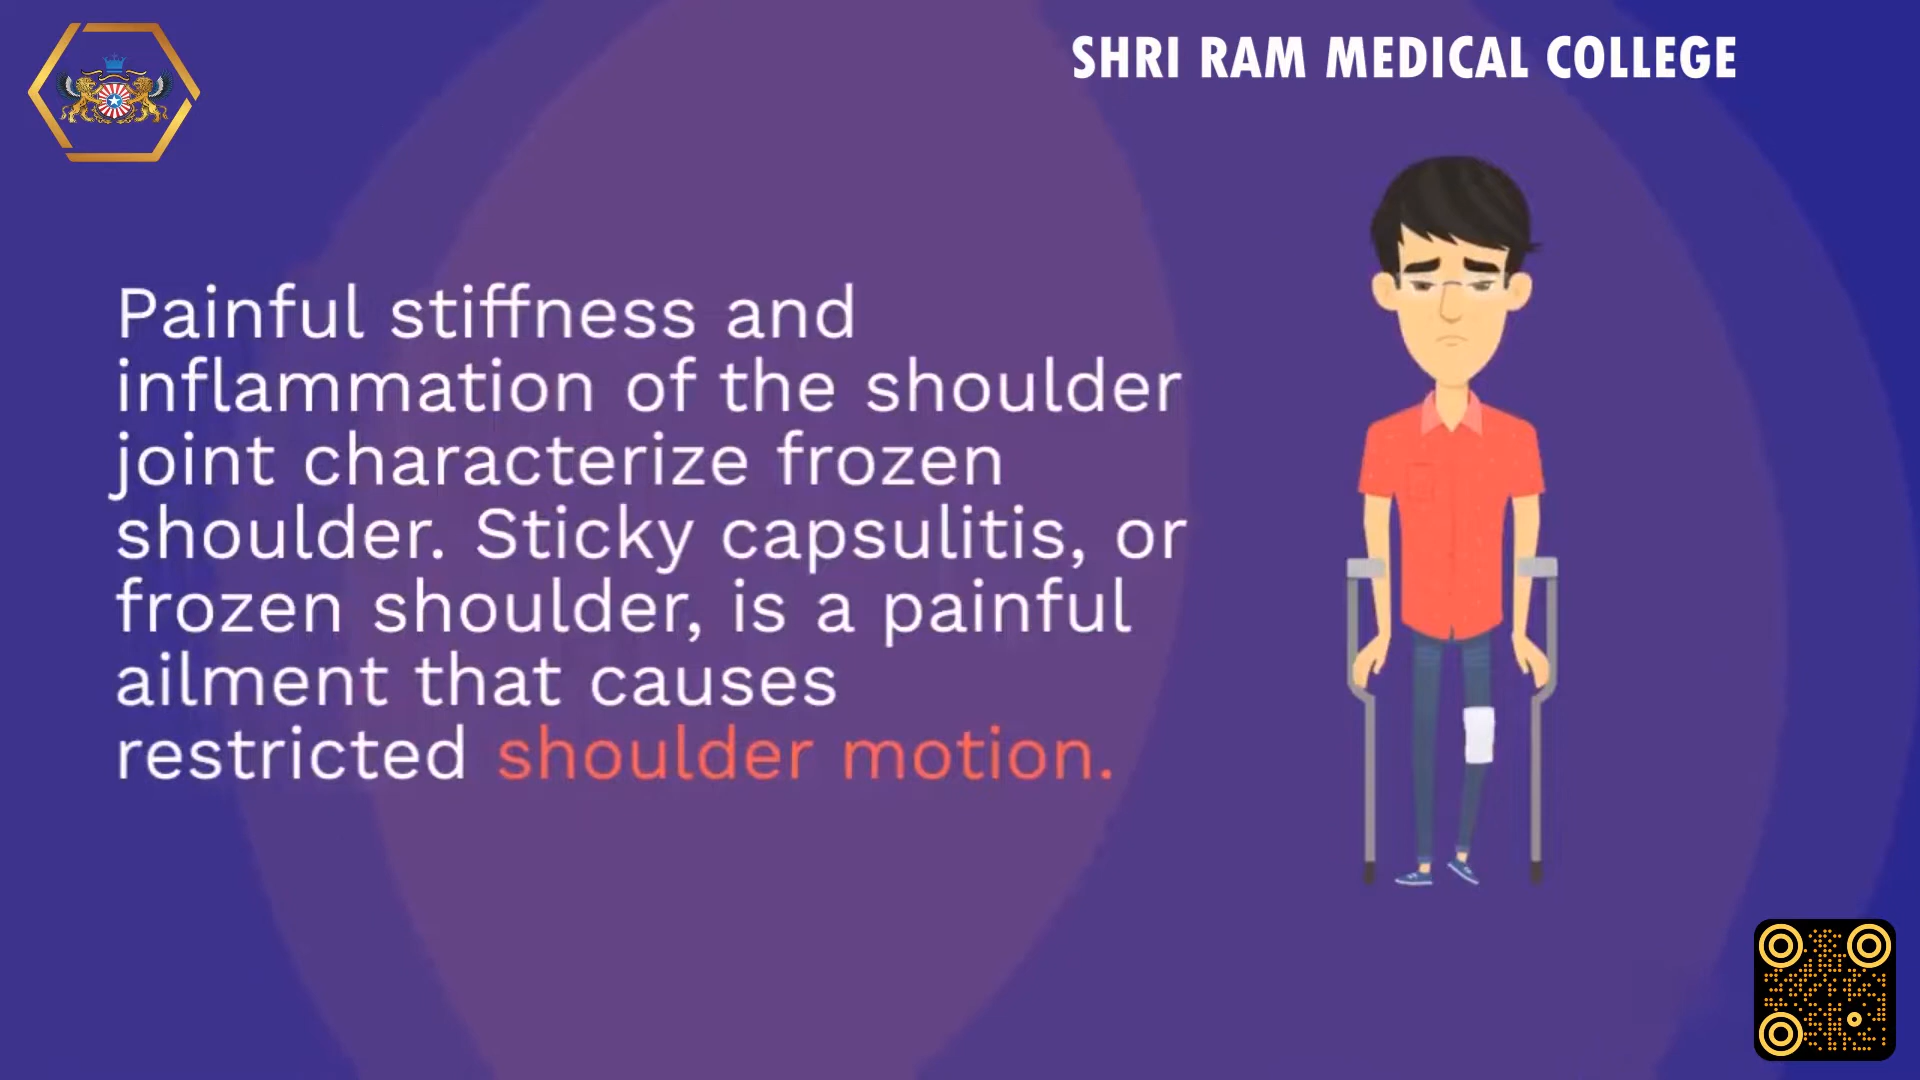 SHRI RAM MEDICAL COLLEGE
Painful stiffness and
inflammation of the shoulder
joint characterize frozen
shoulder. Sticky capsulitis, or
frozen shoulder, is a painful
ailment that causes
restricted shoulder motion.